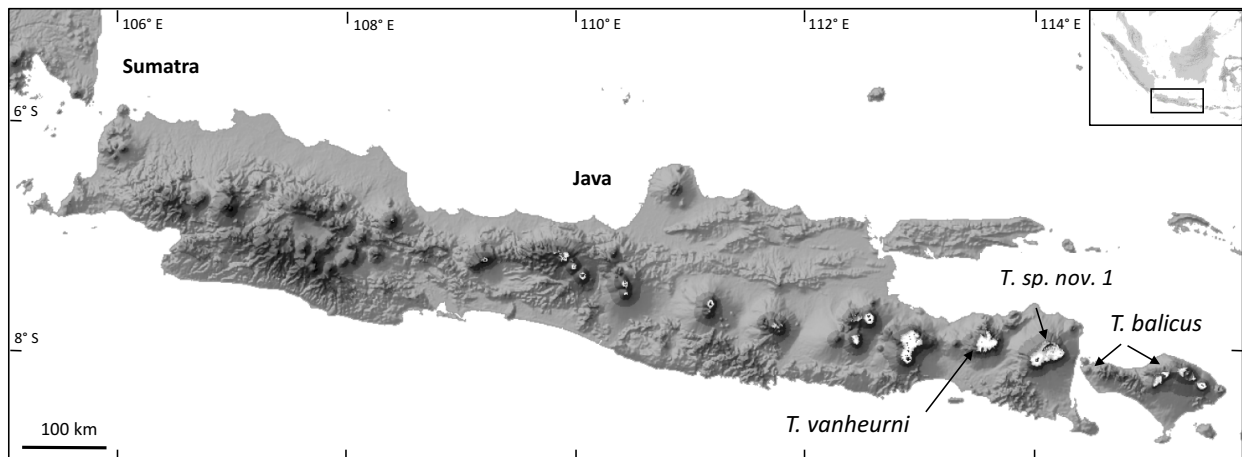 106° E
108° E
110° E
112° E
114° E
Sumatra
6° S
Java
T. sp. nov. 1
T. balicus
8° S
T. vanheurni
100 km